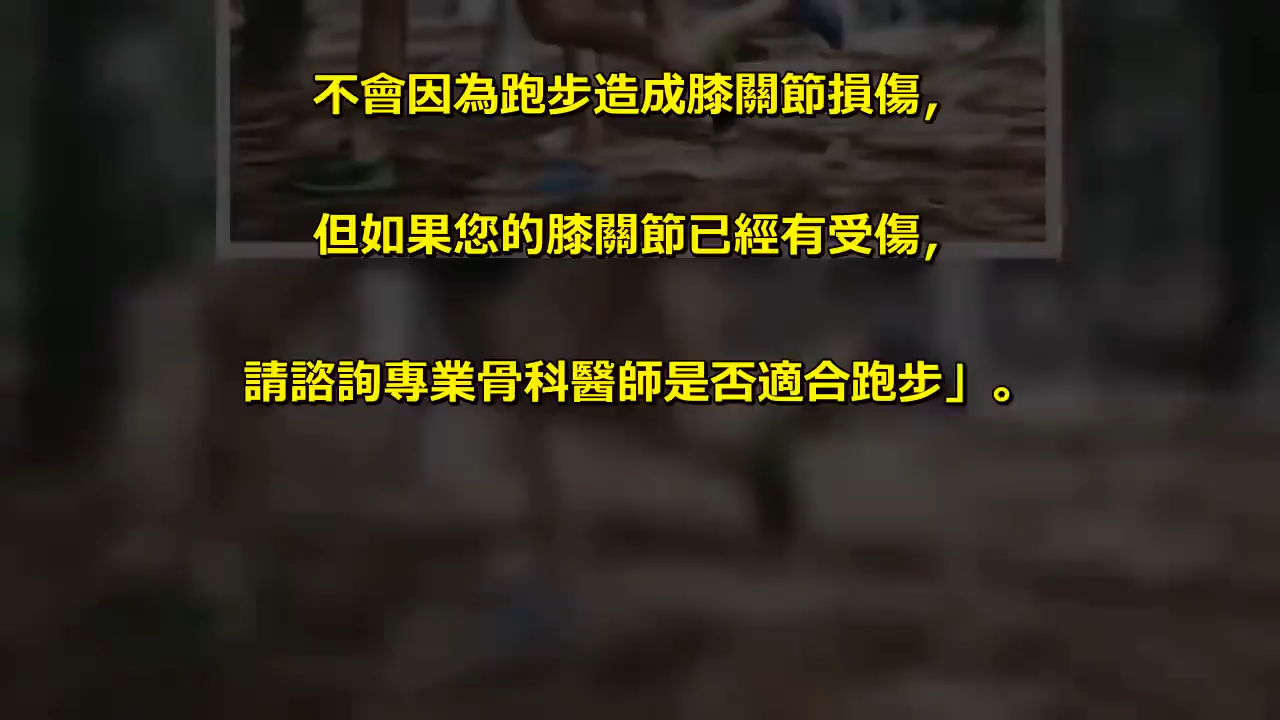 不會因為跑步造成膝關節損傷,
但如果您的膝關節已經有受傷,
請諮詢專業骨科醫師是否適合跑步」。